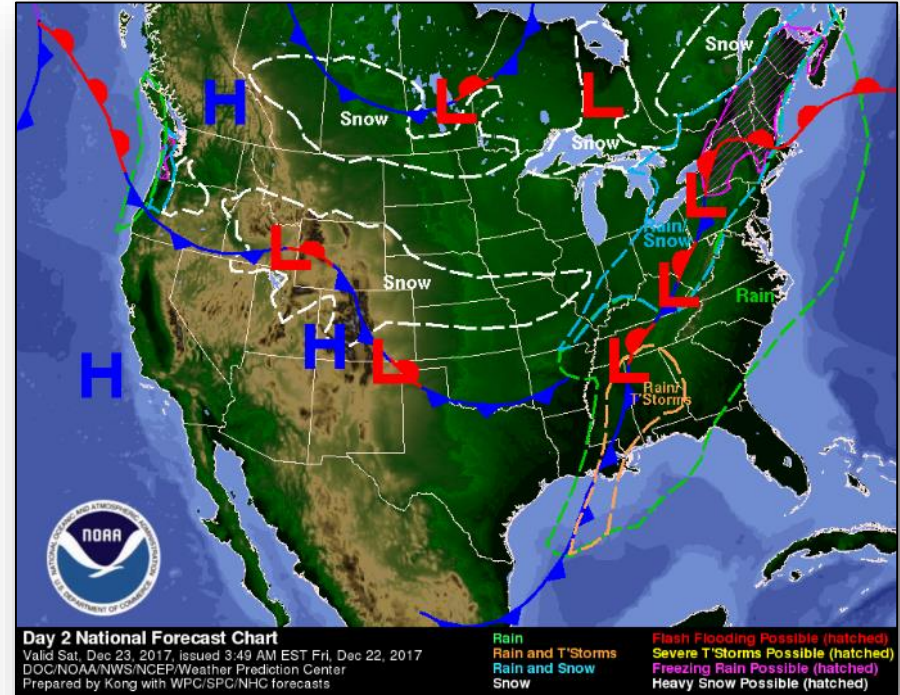 Snow
H
L
L
Snow
Snow
L
Rain/
Snow
L
Snow
L
Rain
H
L
L
H
Rain/
T'Storms
NATIONAL OCEANIC AND ATMOSPHERIC ADMINISTRATION
NOAA
U.S. DEPARTMENT OF COMMERCE
Day 2 National Forecast Chart
Valid Sat, Dec 23, 2017, issued 3:49 AM EST Fri, Dec 22, 2017
DOC/NOAA/NWS/NCEP/Weather Prediction Center
Prepared by Kong with WPC/SPC/NHC forecasts
Rain
Rain and T'Storms
Rain and Snow
Snow
Flash Flooding Possible (hatched)
Severe T'Storms Possible (hatched)
Freezing Rain Possible (hatched)
Heavy Snow Possible (hatched)